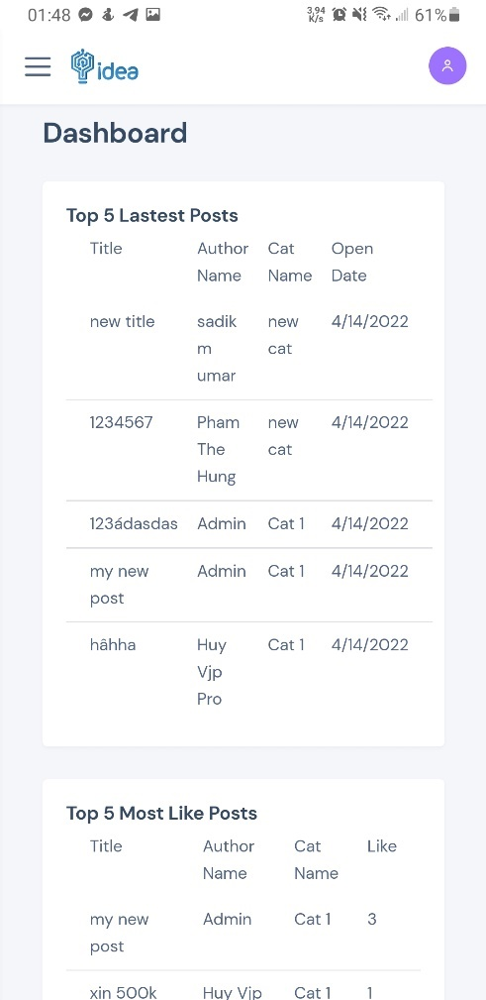 01:48 3,94 K/s 61%
idea
Dashboard
Top 5 Lastest Posts
Title Author Name Cat Name Open Date
new title sadik m umar new cat 4/14/2022
1234567 Pham The Hung new cat 4/14/2022
123ádasdas Admin Cat 1 4/14/2022
my new post Admin Cat 1 4/14/2022
hâhha Huy Vjp Pro Cat 1 4/14/2022
Top 5 Most Like Posts
Title Author Name Cat Name Like
my new post Admin Cat 1 3
xin 500k Huy Vjp Cat 1 1